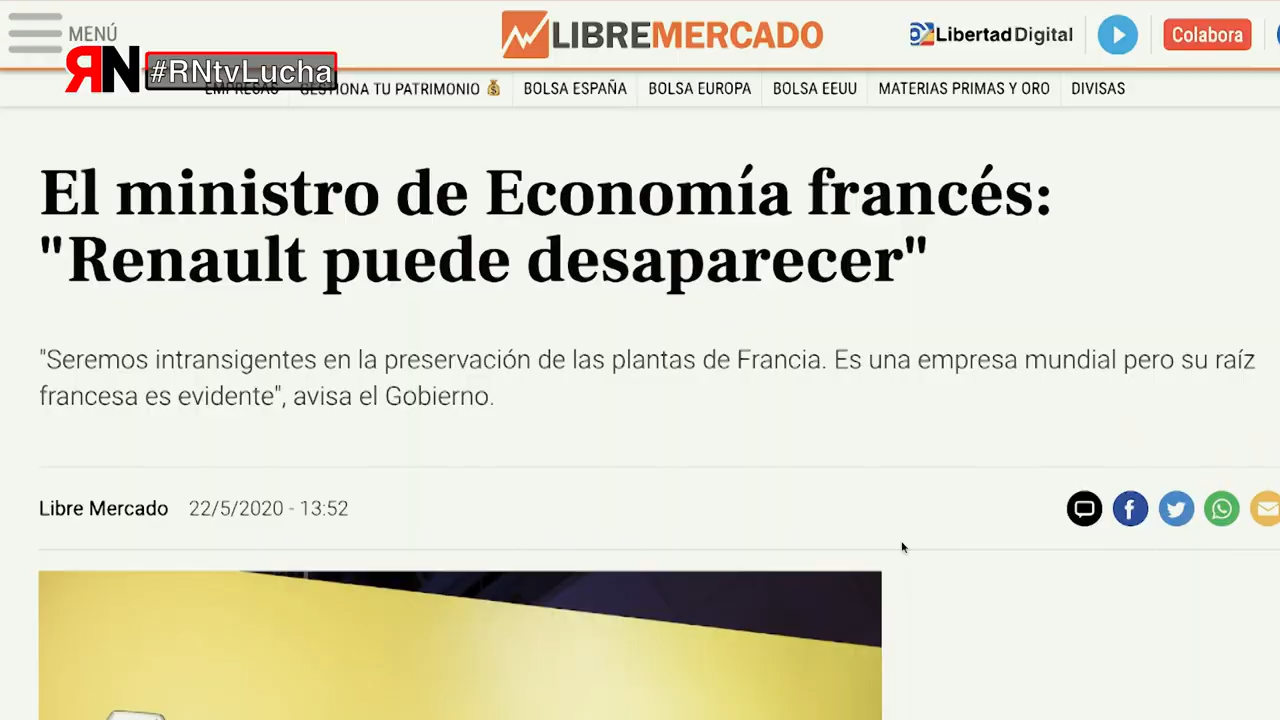 MENÚ
LIBREMERCADO
Libertad Digital
Colabora
RN #RNtvLucha
EMPRESAS
GESTIONA TU PATRIMONIO
BOLSA ESPAÑA
BOLSA EUROPA
BOLSA EEUU
MATERIAS PRIMAS Y ORO
DIVISAS
El ministro de Economía francés:
"Renault puede desaparecer"
"Seremos intransigentes en la preservación de las plantas de Francia. Es una empresa mundial pero su raíz
francesa es evidente", avisa el Gobierno.
Libre Mercado 22/5/2020 - 13:52